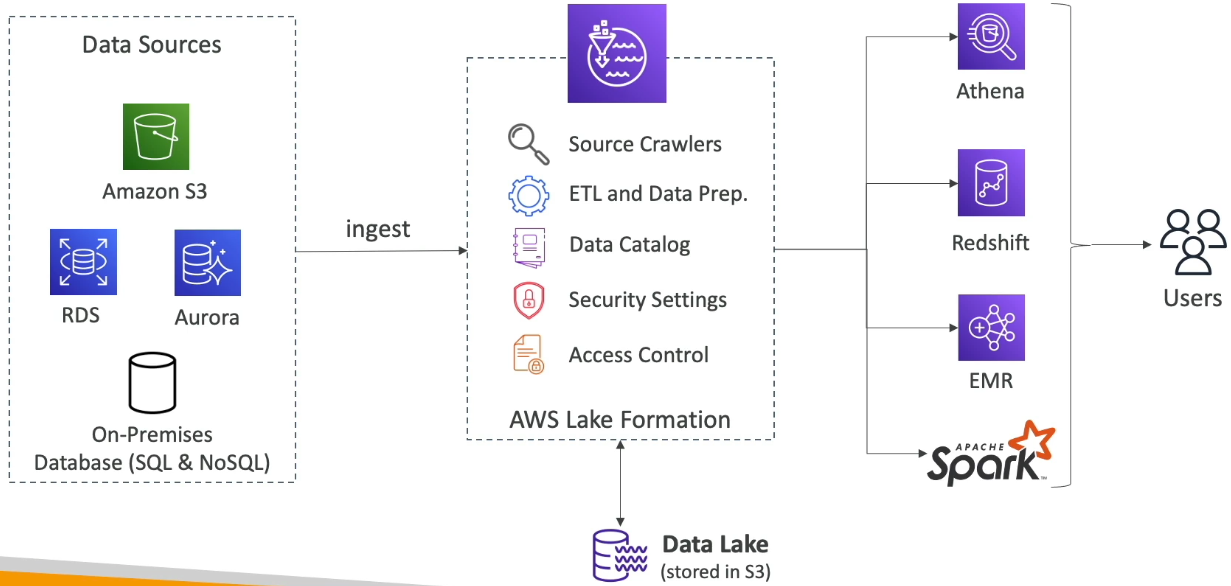 Data Sources
Amazon S3
RDS
Aurora
On-Premises
Database (SQL & NoSQL)
ingest
Source Crawlers
ETL and Data Prep.
Data Catalog
Security Settings
Access Control
AWS Lake Formation
Data Lake
(stored in S3)
Athena
Redshift
EMR
APACHE
Spark™
Users